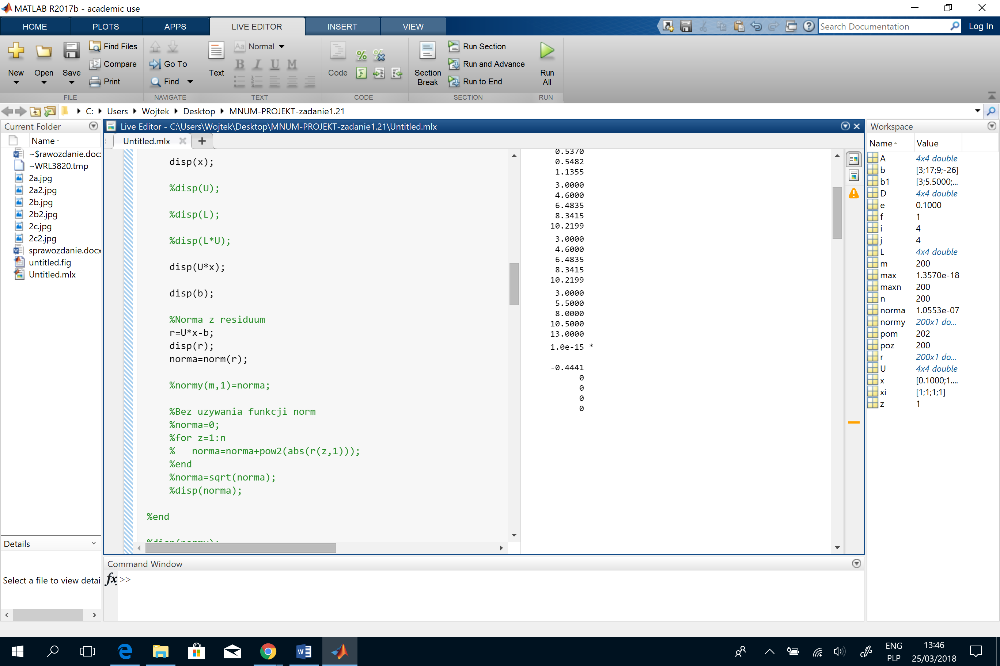 MATLAB R2017b - academic use
HOME PLOTS APPS LIVE EDITOR INSERT VIEW Search Documentation Log In
New
Open
Save
Find Files
Compare
Print
FILE
Go To
Find
NAVIGATE
Text
Aa Normal
B I U M
TEXT
Code
CODE
Section Break
Run Section
Run and Advance
Run to End
SECTION
Run All
RUN
C: Users Wojtek Desktop MNUM-PROJEKT-zadanie1.21
Current Folder
Name
~$rawozdanie.docx
~WRL3820.tmp
2a.jpg
2a2.jpg
2b.jpg
2b2.jpg
2c.jpg
2c2.jpg
sprawozdanie.docx
untitled.fig
Untitled.mlx
Details
Select a file to view detai
Live Editor - C:\Users\Wojtek\Desktop\MNUM-PROJEKT-zadanie1.21\Untitled.mlx
Untitled.mlx
disp(x);
%disp(U);
%disp(L);
%disp(L*U);
disp(U*x);
disp(b);
%Norma z residuum
r=U*x-b;
disp(r);
norma=norm(r);
%normy(m,1)=norma;
%Bez uzywania funkcji norm
%norma=0;
%for z=1:n
%   norma=norma+pow2(abs(r(z,1)));
%end
%norma=sqrt(norma);
%disp(norma);
%end
%disp(normy);
0.5370
0.5482
1.1355
3.0000
4.6000
6.4835
8.3415
10.2199
3.0000
4.6000
6.4835
8.3415
10.2199
3.0000
5.5000
8.0000
10.5000
13.0000
1.0e-15 *
-0.4441
0
0
0
0
Command Window
fx >>
Workspace
Name Value
A 4x4 double
b [3;17;9;-26]
b1 [3;5.5000;...
D 4x4 double
e 0.1000
f 1
i 4
j 4
L 4x4 double
m 200
max 1.3570e-18
maxn 200
n 200
norma 1.0553e-07
normy 200x1 do...
pom 202
poz 200
r 200x1 do...
U 4x4 double
x [0.1000;1....
xi [1;1;1;1]
z 1
ENG
PLP
13:46
25/03/2018